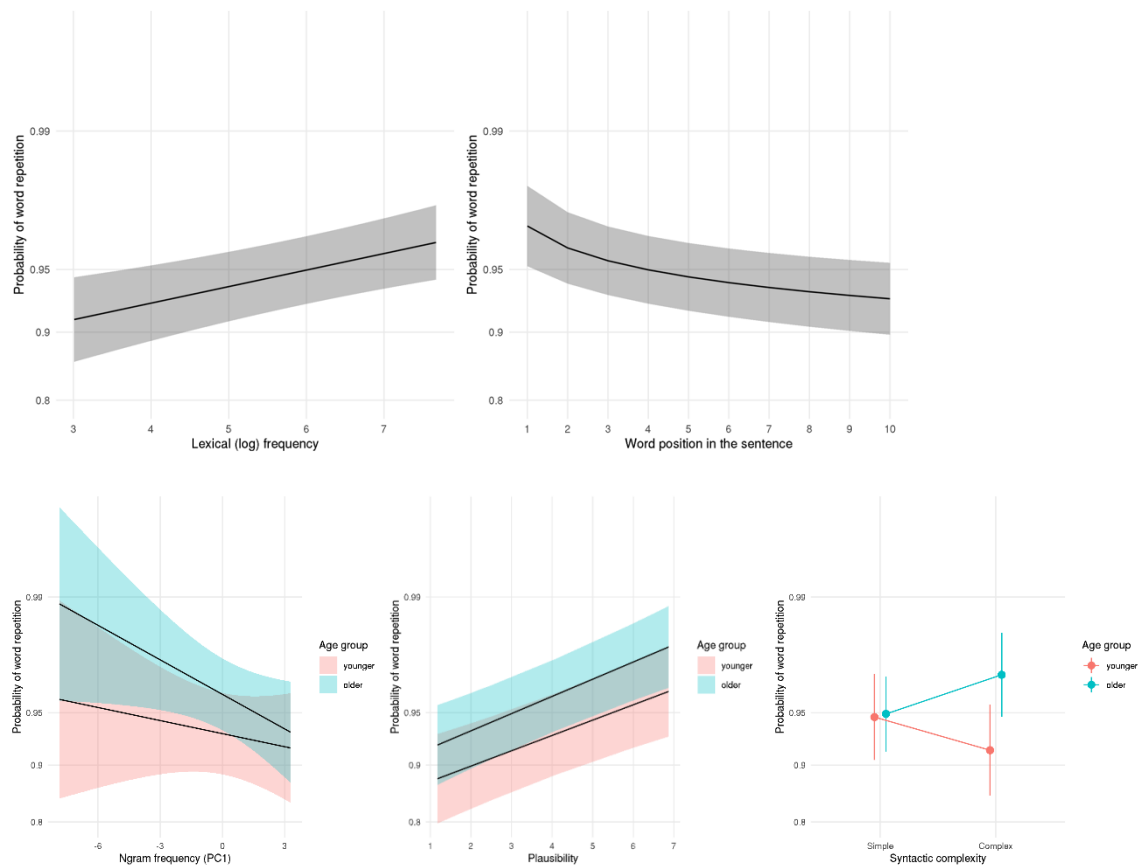 Probability of word repetition
0.99
0.95
0.9
0.8
3 4 5 6 7
Lexical (log) frequency
Probability of word repetition
0.99
0.95
0.9
0.8
1 2 3 4 5 6 7 8 9 10
Word position in the sentence
Probability of word repetition
0.99
0.95
0.9
0.8
-6 -3 0 3
Ngram frequency (PC1)
Age group
younger
older
Probability of word repetition
0.99
0.95
0.9
0.8
1 2 3 4 5 6 7
Plausibility
Age group
younger
older
Probability of word repetition
0.99
0.95
0.9
0.8
Simple Complex
Syntactic complexity
Age group
younger
older